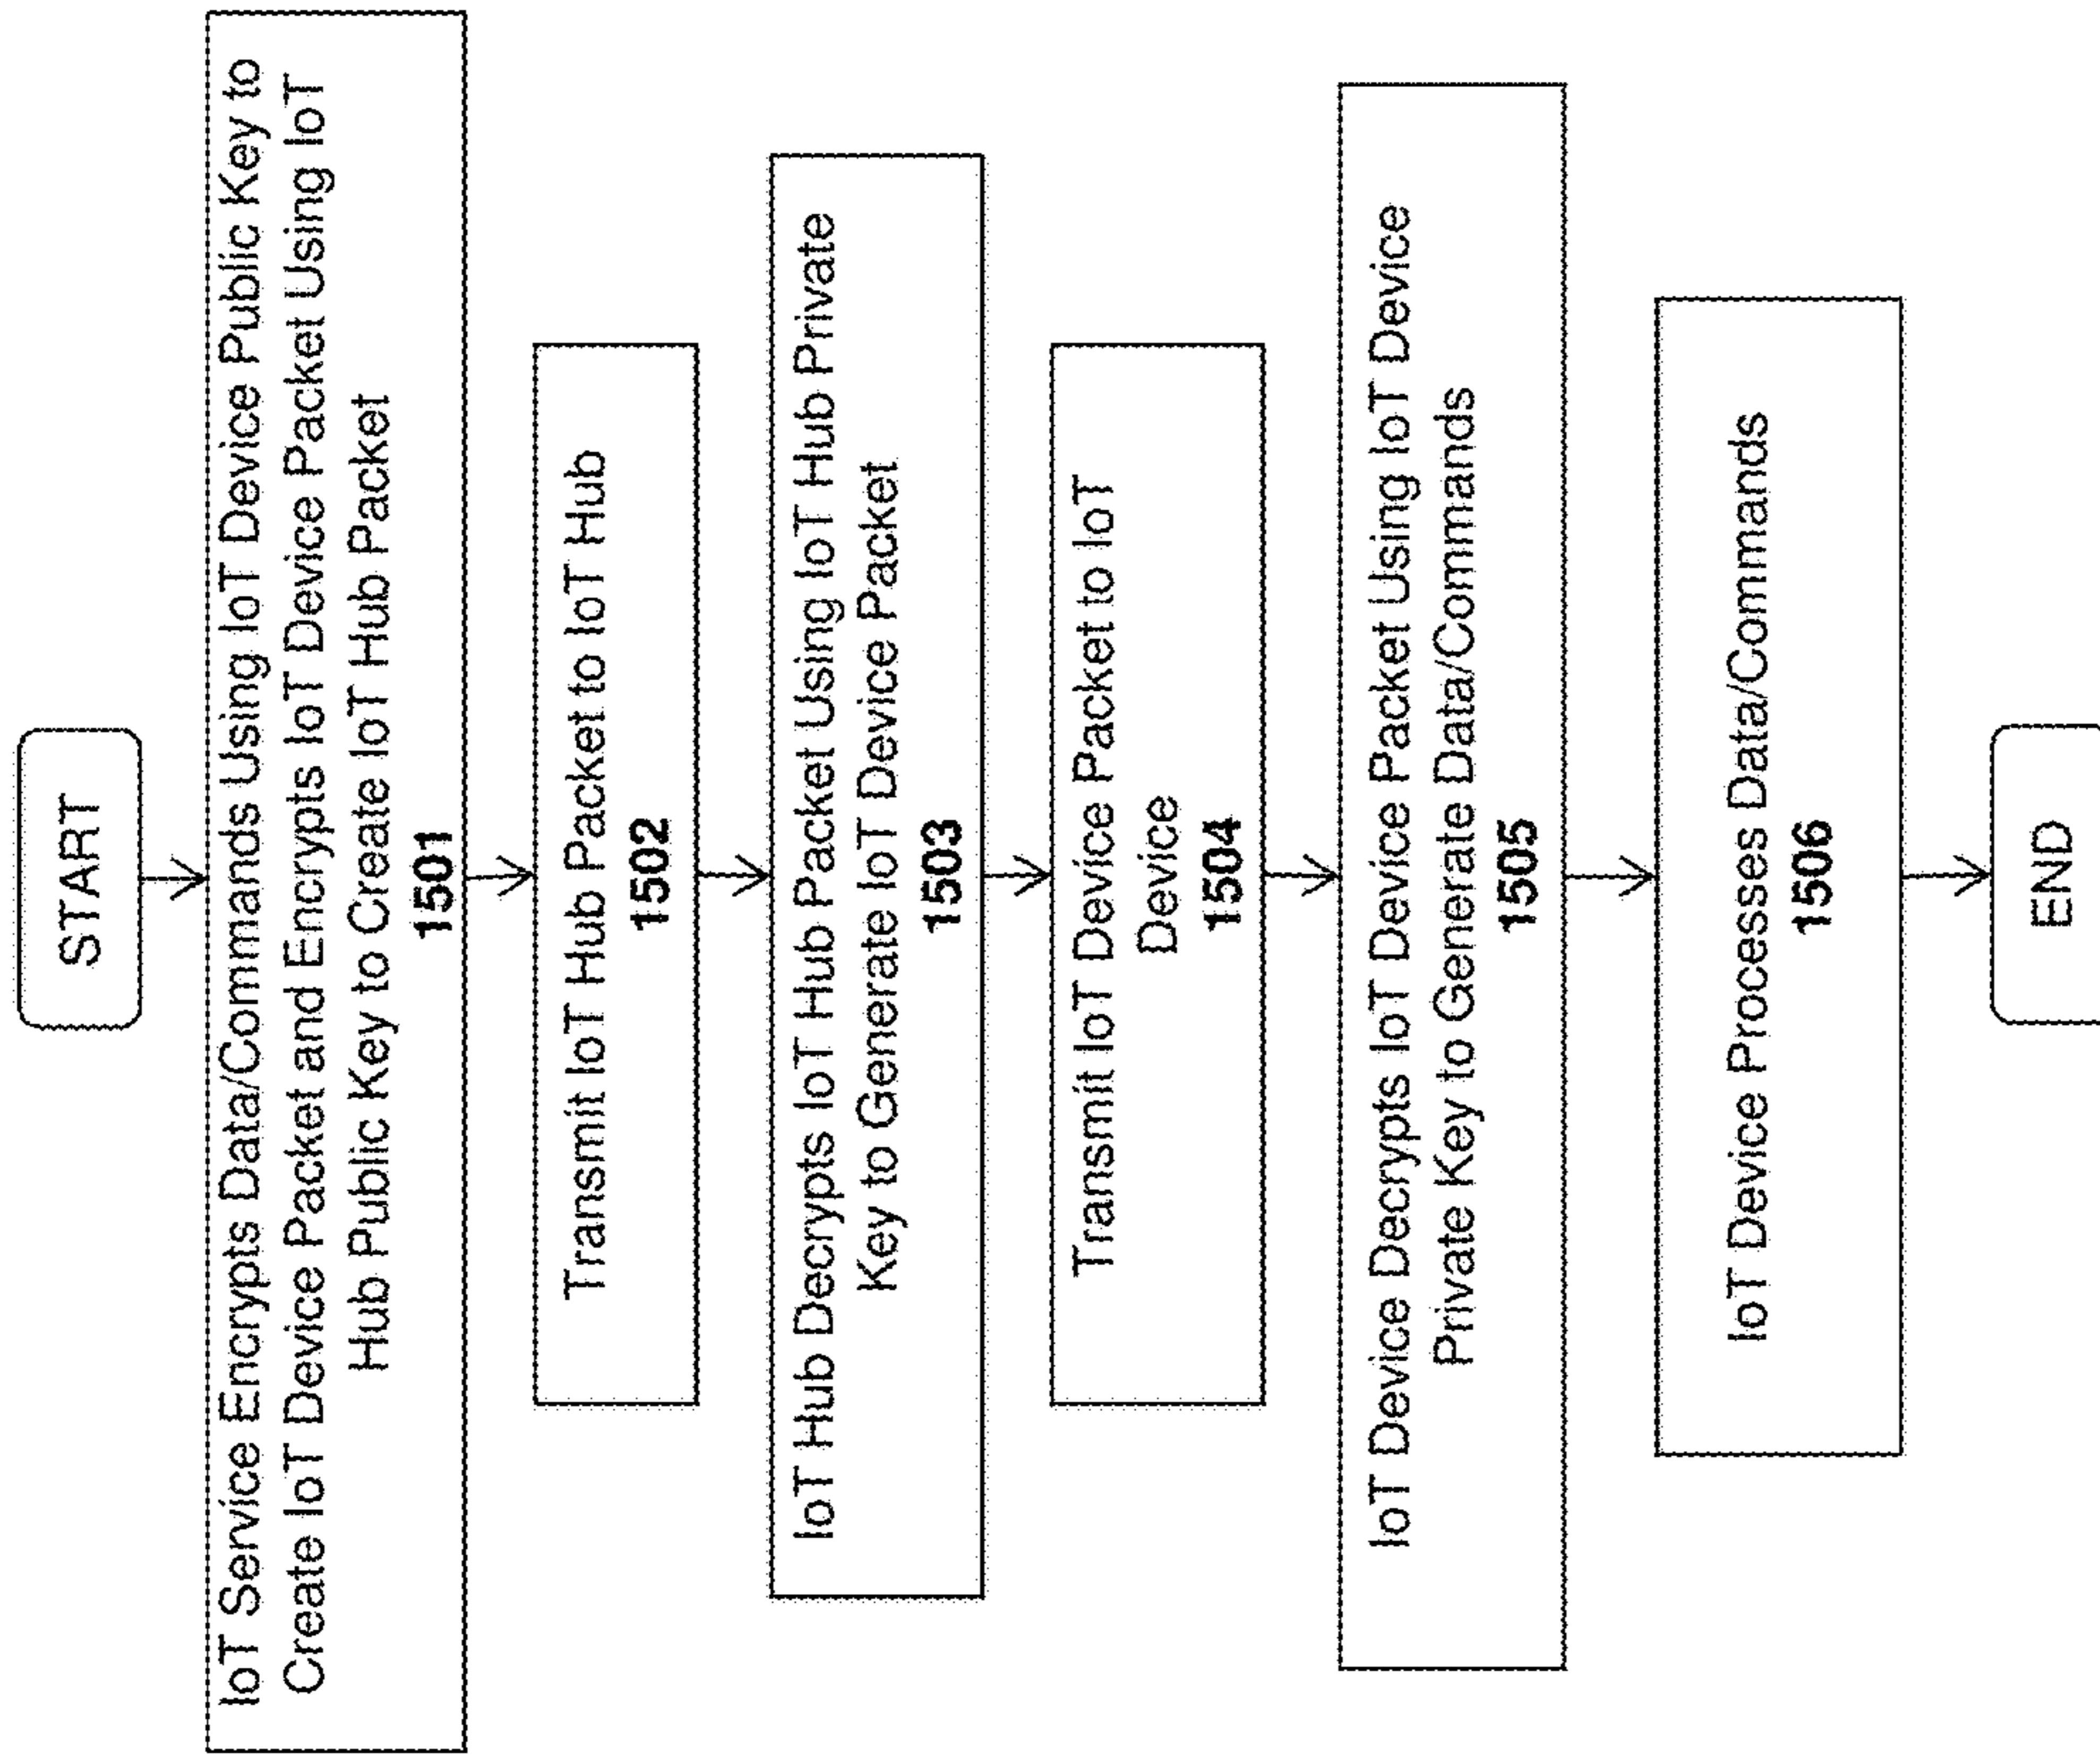 START
IoT Service Encrypts Data/Commands Using IoT Device Public Key to
Create IoT Device Packet and Encrypts IoT Device Packet Using IoT
Hub Public Key to Create IoT Hub Packet
1501
Transmit IoT Hub Packet to IoT Hub
1502
IoT Hub Decrypts IoT Hub Packet Using IoT Hub Private
Key to Generate IoT Device Packet
1503
Transmit IoT Device Packet to IoT
Device
1504
IoT Device Decrypts IoT Device Packet Using IoT Device
Private Key to Generate Data/Commands
1505
IoT Device Processes Data/Commands
1506
END